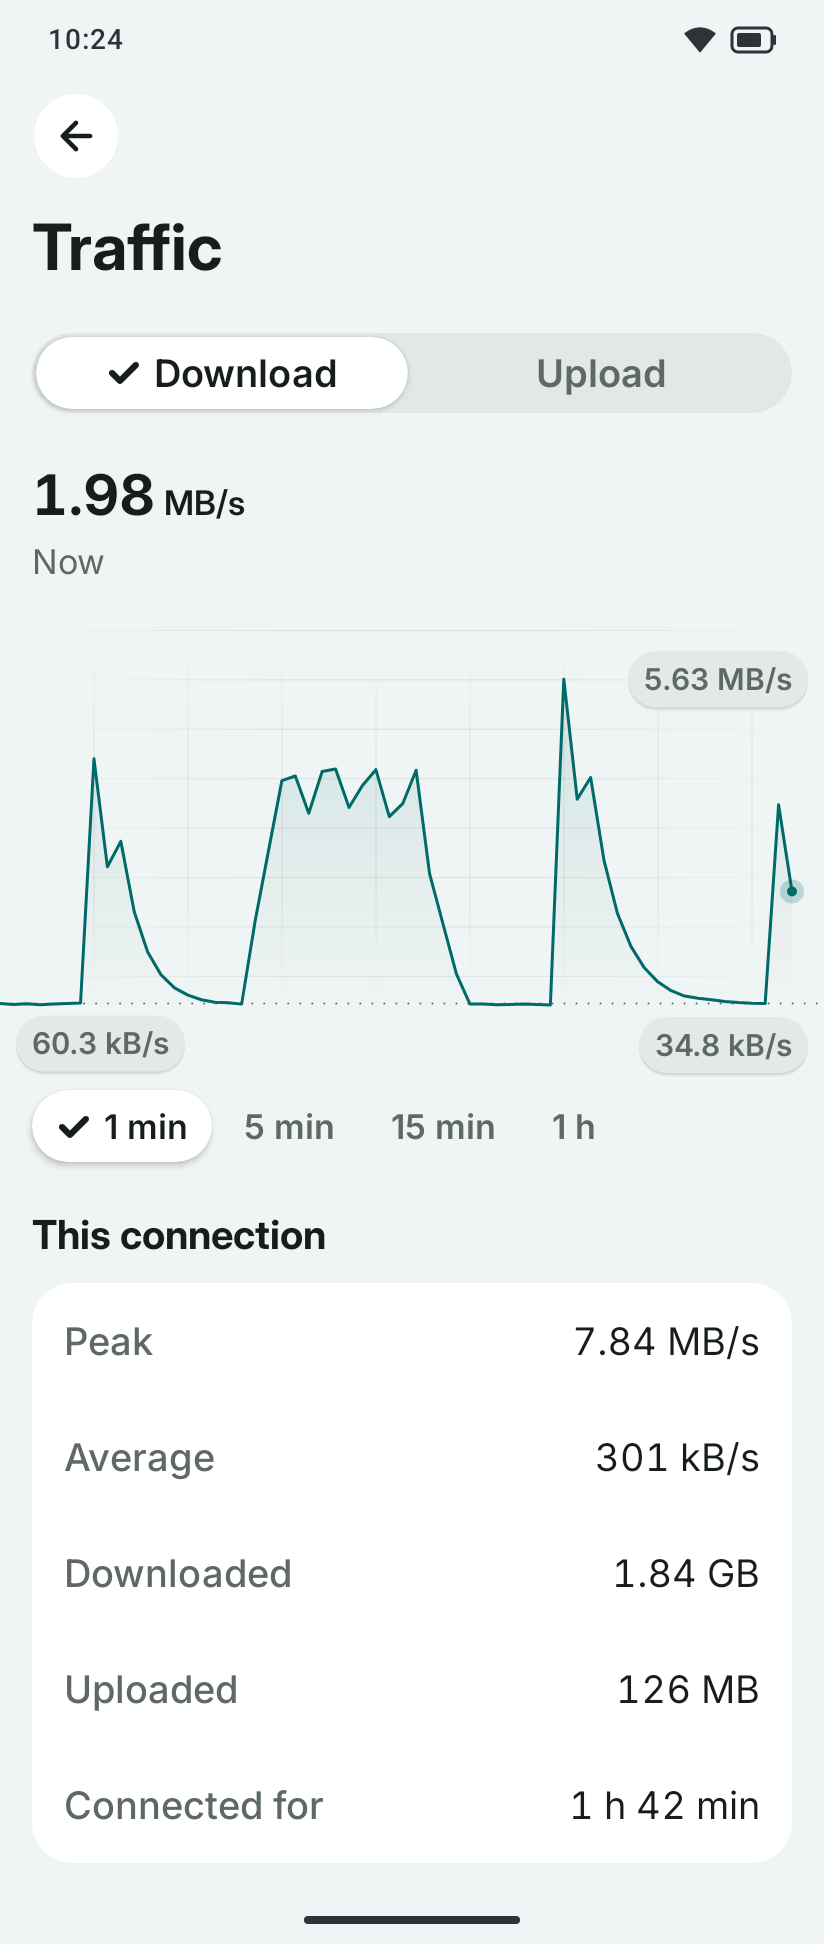 10:24
Traffic
Download
Upload
1.98 MB/s
Now
5.63 MB/s
60.3 kB/s
34.8 kB/s
1 min
5 min
15 min
1 h
This connection
Peak
7.84 MB/s
Average
301 kB/s
Downloaded
1.84 GB
Uploaded
126 MB
Connected for
1 h 42 min